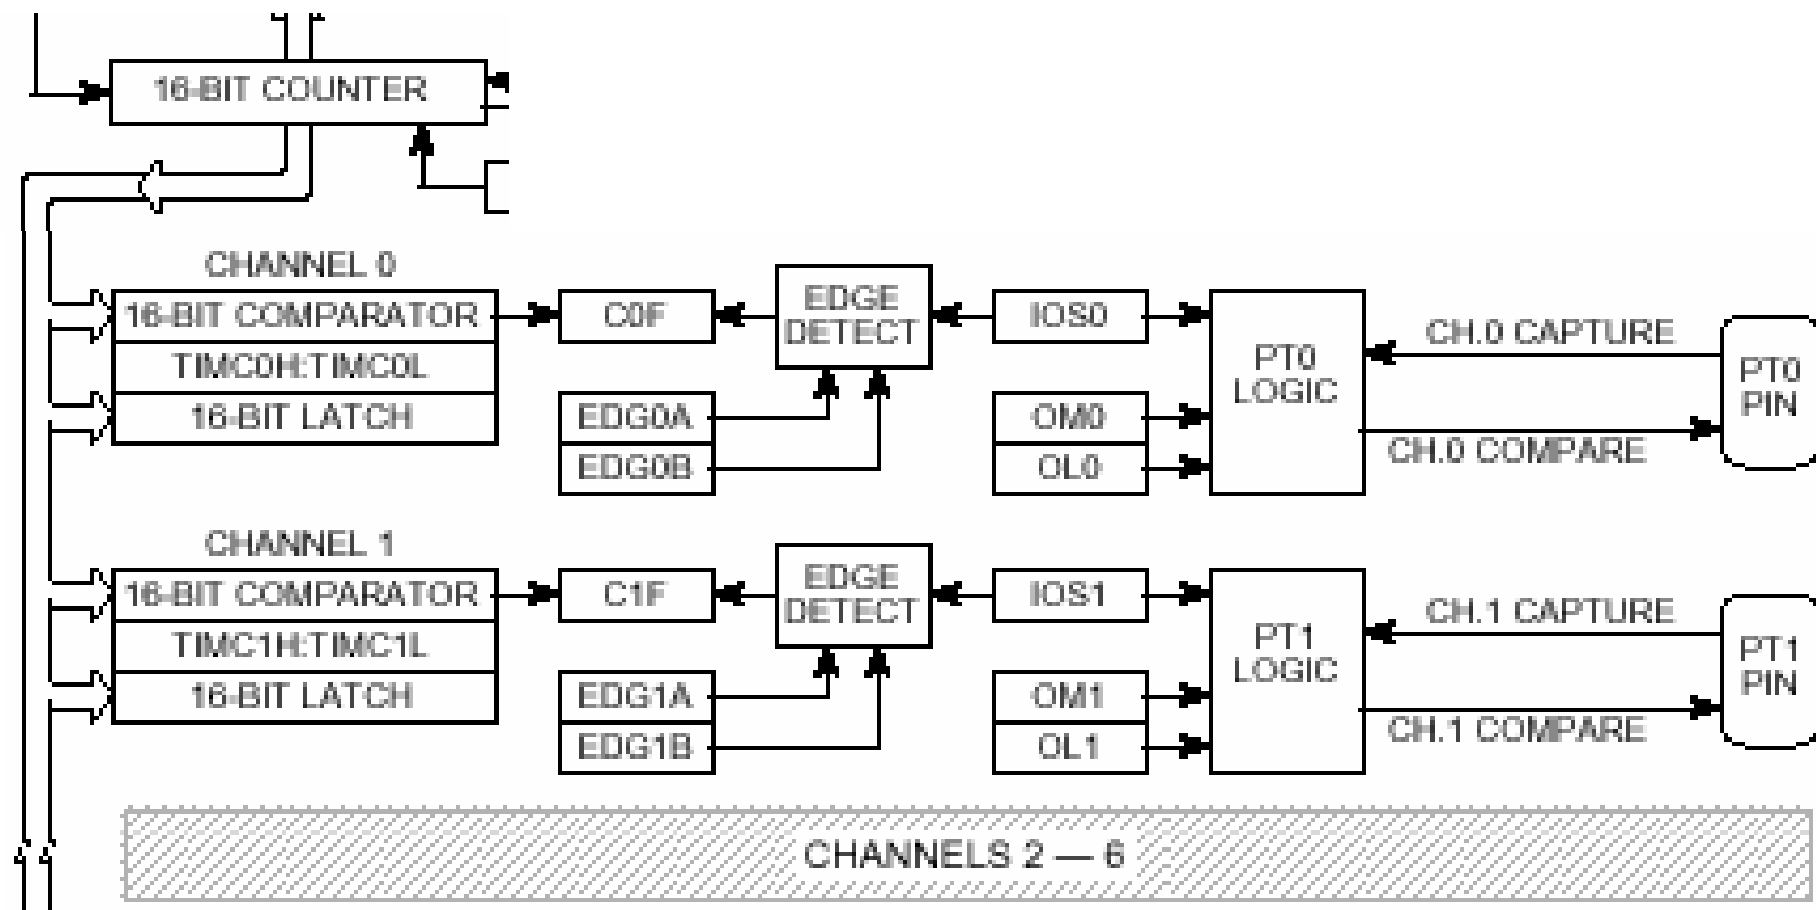 16-BIT COUNTER
CHANNEL 0
16-BIT COMPARATOR
C0F
EDGE
DETECT
IOS0
CH.0 CAPTURE
TIMC0H:TIMC0L
PT0
LOGIC
PT0
PIN
16-BIT LATCH
EDG0A
OM0
CH.0 COMPARE
EDG0B
OL0
CHANNEL 1
16-BIT COMPARATOR
C1F
EDGE
DETECT
IOS1
CH.1 CAPTURE
TIMC1H:TIMC1L
PT1
LOGIC
PT1
PIN
16-BIT LATCH
EDG1A
OM1
CH.1 COMPARE
EDG1B
OL1
CHANNELS 2 — 6